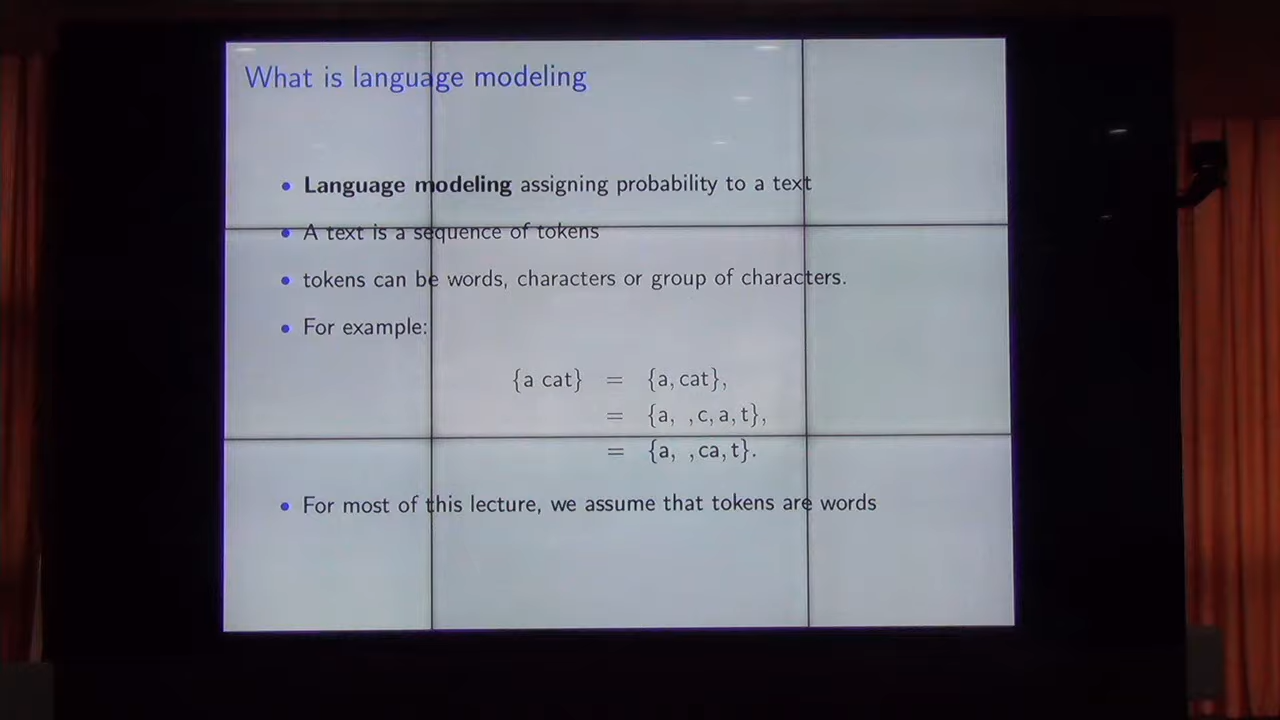 What is language modeling
• Language modeling assigning probability to a text
• A text is a sequence of tokens
• tokens can be words, characters or group of characters.
• For example:
{a cat} = {a, cat},
= {a, , c, a, t},
= {a, , ca, t}.
• For most of this lecture, we assume that tokens are words